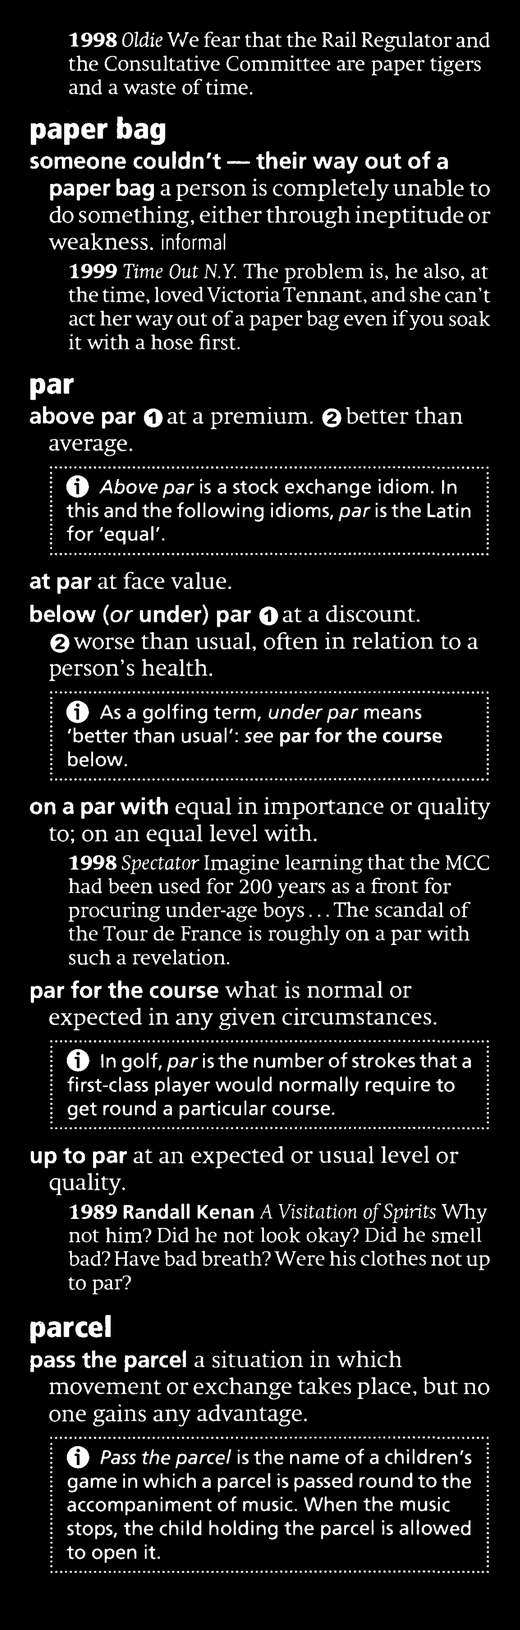 1998 Oldie We fear that the Rail Regulator and
the Consultative Committee are paper tigers
and a waste of time.
paper bag
someone couldn't — their way out of a
paper bag a person is completely unable to
do something, either through ineptitude or
weakness. informal
1999 Time Out N.Y. The problem is, he also, at
the time, loved Victoria Tennant, and she can't
act her way out of a paper bag even if you soak
it with a hose first.
par
above par ❶ at a premium. ❷ better than
average.
ⓘ Above par is a stock exchange idiom. In
this and the following idioms, par is the Latin
for 'equal'.
at par at face value.
below (or under) par ❶ at a discount.
❷ worse than usual, often in relation to a
person's health.
ⓘ As a golfing term, under par means
'better than usual': see par for the course
below.
on a par with equal in importance or quality
to; on an equal level with.
1998 Spectator Imagine learning that the MCC
had been used for 200 years as a front for
procuring under-age boys... The scandal of
the Tour de France is roughly on a par with
such a revelation.
par for the course what is normal or
expected in any given circumstances.
ⓘ In golf, par is the number of strokes that a
first-class player would normally require to
get round a particular course.
up to par at an expected or usual level or
quality.
1989 Randall Kenan A Visitation of Spirits Why
not him? Did he not look okay? Did he smell
bad? Have bad breath? Were his clothes not up
to par?
parcel
pass the parcel a situation in which
movement or exchange takes place, but no
one gains any advantage.
ⓘ Pass the parcel is the name of a children's
game in which a parcel is passed round to the
accompaniment of music. When the music
stops, the child holding the parcel is allowed
to open it.